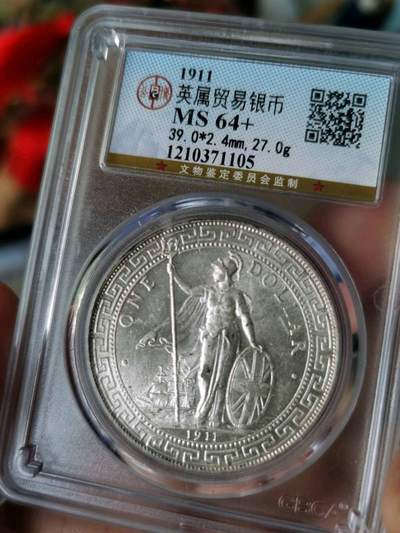 1911
英属贸易银币
MS 64+
39.0*2.4mm,27.0g
1210371105
★ 文物鉴定委员会监制 ★
· ONE DOLLAR ·
1911